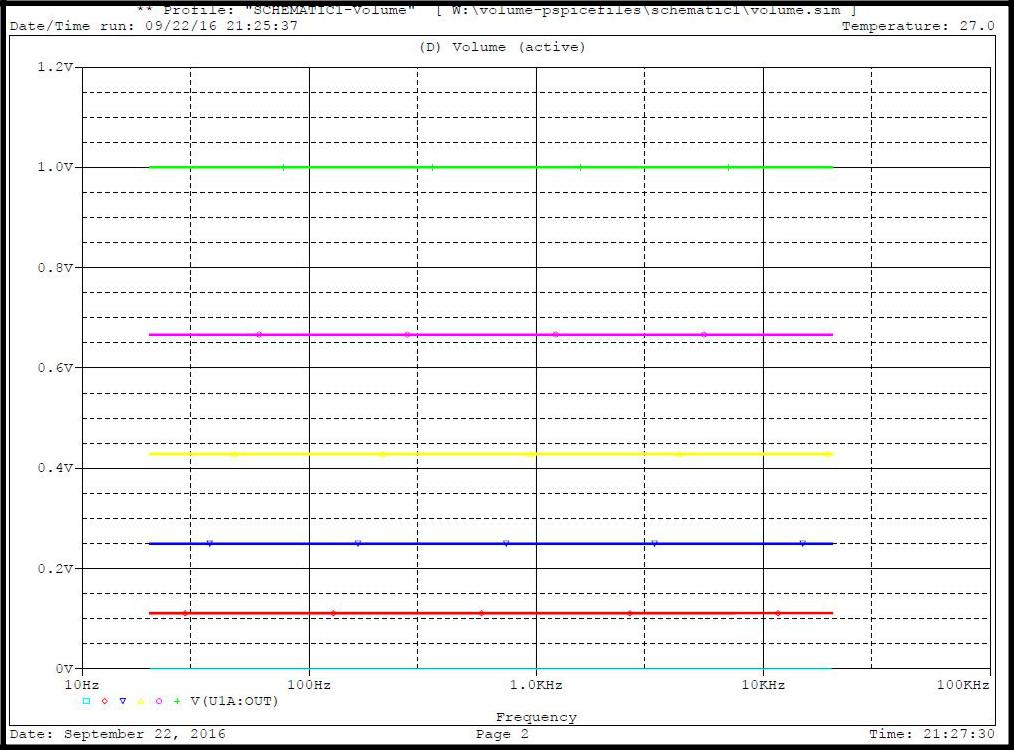 ** Profile: "SCHEMATIC1-Volume" [ W:\volume-pspicefiles\schematic1\volume.sim ]
Date/Time run: 09/22/16 21:25:37 Temperature: 27.0
(D) Volume (active)
1.2V
1.0V
0.8V
0.6V
0.4V
0.2V
0V
10Hz 100Hz 1.0KHz 10KHz 100KHz
V(U1A:OUT)
Frequency
Date: September 22, 2016 Page 2 Time: 21:27:30